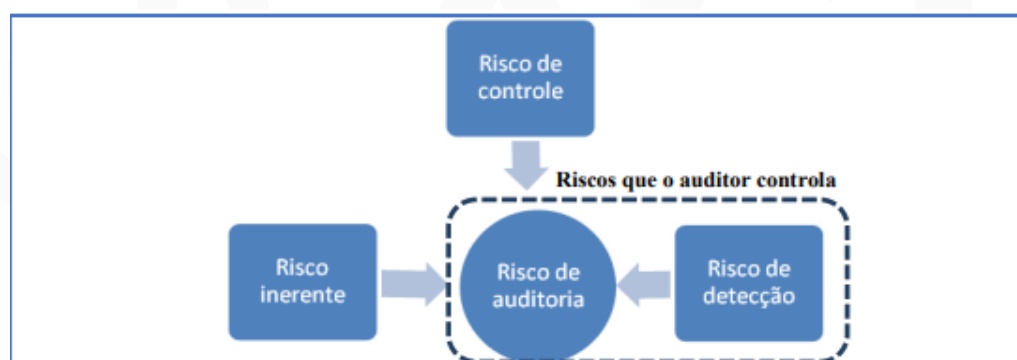 Risco de
controle
Riscos que o auditor controla
Risco
inerente
Risco de
auditoria
Risco de
detecção